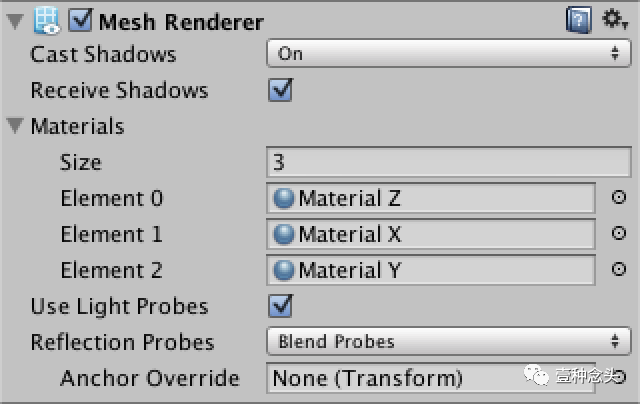 Mesh Renderer
Cast Shadows On
Receive Shadows
Materials
Size 3
Element 0 Material Z
Element 1 Material X
Element 2 Material Y
Use Light Probes
Reflection Probes Blend Probes
Anchor Override None (Transform)
壹种念头